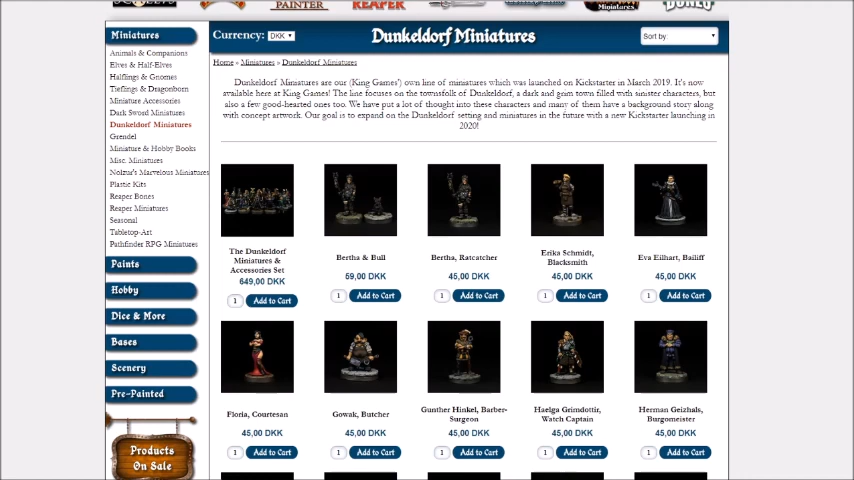 PAINTER
REAPER
Miniatures
Currency: DKK
Dunkeldorf Miniatures
Sort by:
Miniatures
Animals & Companions
Elves & Half-Elves
Halflings & Gnomes
Tieflings & Dragonborn
Miniature Accessories
Dark Sword Miniatures
Dunkeldorf Miniatures
Grendel
Miniature & Hobby Books
Misc. Miniatures
Nolzur's Marvelous Miniatures
Plastic Kits
Reaper Bones
Reaper Miniatures
Seasonal
Tabletop-Art
Pathfinder RPG Miniatures
Paints
Hobby
Dice & More
Bases
Scenery
Pre-Painted
Products
On Sale
Home » Miniatures » Dunkeldorf Miniatures
Dunkeldorf Miniatures are our (King Games') own line of miniatures which was launched on Kickstarter in March 2019. It's now
available here at King Games! The line focuses on the townsfolk of Dunkeldorf, a dark and grim town filled with sinister characters, but
also a few good-hearted ones too. We have put a lot of thought into these characters and many of them have a background story along
with concept artwork. Our goal is to expand on the Dunkeldorf setting and miniatures in the future with a new Kickstarter launching in
2020!
The Dunkeldorf
Miniatures &
Accessories Set
649,00 DKK
1 Add to Cart
Bertha & Bull
59,00 DKK
1 Add to Cart
Bertha, Ratcatcher
45,00 DKK
1 Add to Cart
Erika Schmidt,
Blacksmith
45,00 DKK
1 Add to Cart
Eva Eilhart, Bailiff
45,00 DKK
1 Add to Cart
Floria, Courtesan
45,00 DKK
1 Add to Cart
Gowak, Butcher
45,00 DKK
1 Add to Cart
Gunther Hinkel, Barber-
Surgeon
45,00 DKK
1 Add to Cart
Haelga Grimdottir,
Watch Captain
45,00 DKK
1 Add to Cart
Herman Geizhals,
Burgomeister
45,00 DKK
1 Add to Cart